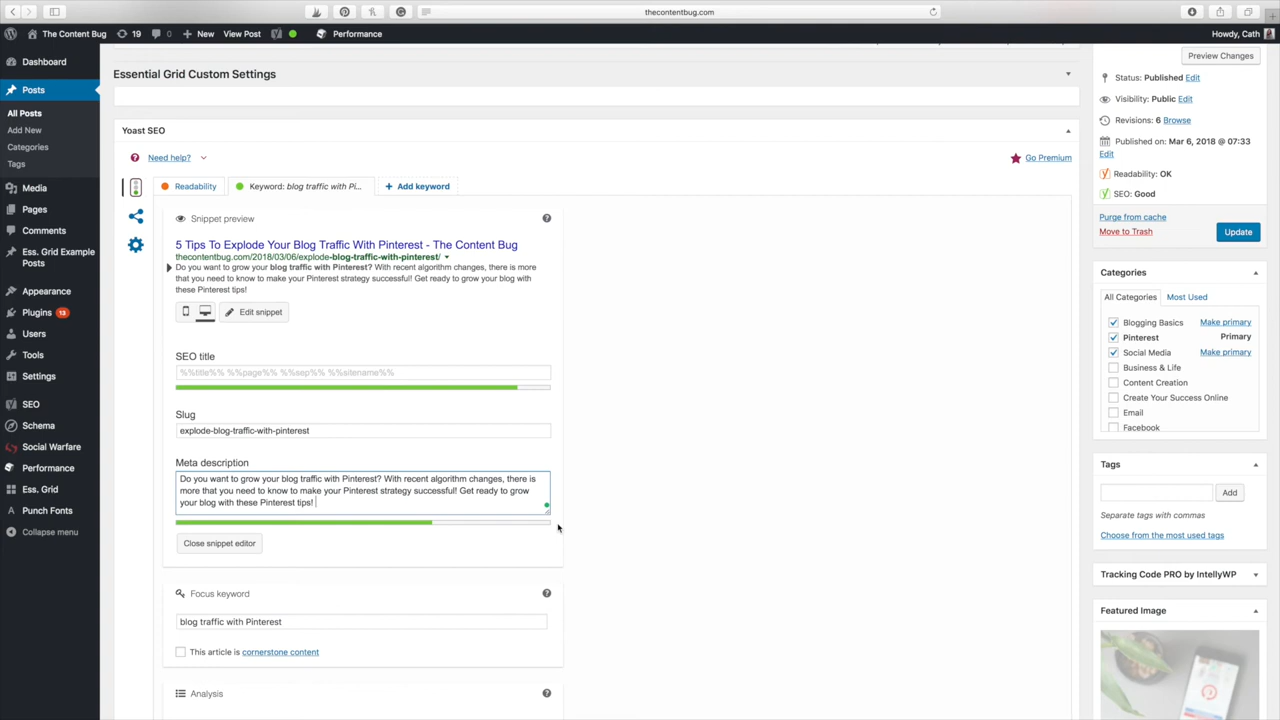 thecontentbug.com
The Content Bug
19
0
New
View Post
Performance
Howdy, Cath
Dashboard
Posts
All Posts
Add New
Categories
Tags
Media
Pages
Comments
Ess. Grid Example
Posts
Appearance
Plugins 13
Users
Tools
Settings
SEO
Schema
Social Warfare
Performance
Ess. Grid
Punch Fonts
Collapse menu
Essential Grid Custom Settings
Yoast SEO
Need help?
Go Premium
Readability
Keyword: blog traffic with Pi...
+ Add keyword
Snippet preview
5 Tips To Explode Your Blog Traffic With Pinterest - The Content Bug
thecontentbug.com/2018/03/06/explode-blog-traffic-with-pinterest/
Do you want to grow your blog traffic with Pinterest? With recent algorithm changes, there is more
that you need to know to make your Pinterest strategy successful! Get ready to grow your blog with
these Pinterest tips!
Edit snippet
SEO title
%%title%% %%page%% %%sep%% %%sitename%%
Slug
explode-blog-traffic-with-pinterest
Meta description
Do you want to grow your blog traffic with Pinterest? With recent algorithm changes, there is
more that you need to know to make your Pinterest strategy successful! Get ready to grow
your blog with these Pinterest tips!
Close snippet editor
Focus keyword
blog traffic with Pinterest
This article is cornerstone content
Analysis
Preview Changes
Status: Published Edit
Visibility: Public Edit
Revisions: 6 Browse
Published on: Mar 6, 2018 @ 07:33
Edit
Readability: OK
SEO: Good
Purge from cache
Move to Trash
Update
Categories
All Categories
Most Used
Blogging Basics Make primary
Pinterest Primary
Social Media Make primary
Business & Life
Content Creation
Create Your Success Online
Email
Facebook
Tags
Add
Separate tags with commas
Choose from the most used tags
Tracking Code PRO by IntellyWP
Featured Image